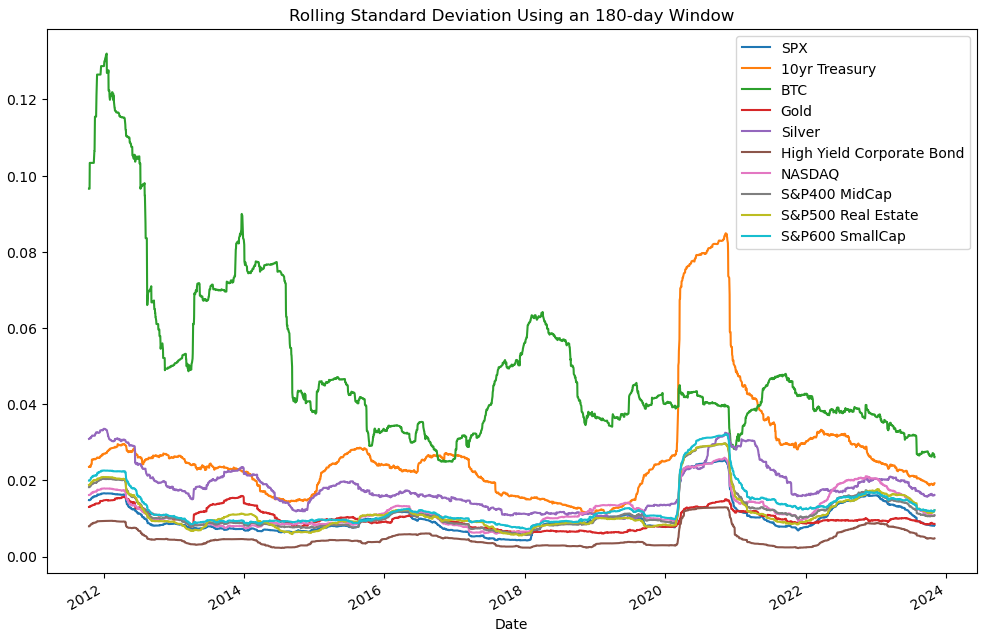 Rolling Standard Deviation Using an 180-day Window
SPX
10yr Treasury
BTC
Gold
Silver
High Yield Corporate Bond
NASDAQ
S&P400 MidCap
S&P500 Real Estate
S&P600 SmallCap
0.12
0.10
0.08
0.06
0.04
0.02
0.00
2012 2014 2016 2018 2020 2022 2024
Date